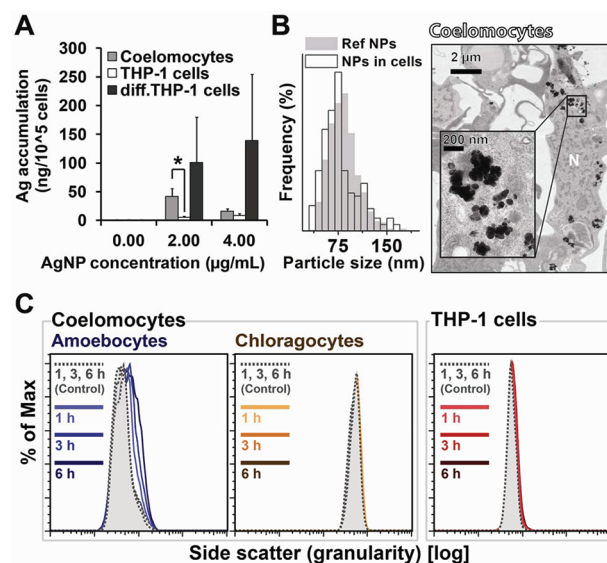 A
Ag accumulation
(ng/10^5 cells)
300
250
200
150
100
50
0
Coelomocytes
THP-1 cells
diff.THP-1 cells
*
0.00 2.00 4.00
AgNP concentration (µg/mL)
B
Frequency (%)
Ref NPs
NPs in cells
75 150
Particle size (nm)
Coelomocytes
2 µm
200 nm
N
C
Coelomocytes
Amoebocytes
Chloragocytes
THP-1 cells
% of Max
1, 3, 6 h
(Control)
1 h
3 h
6 h
1, 3, 6 h
(Control)
1 h
3 h
6 h
1, 3, 6 h
(Control)
1 h
3 h
6 h
Side scatter (granularity) [log]